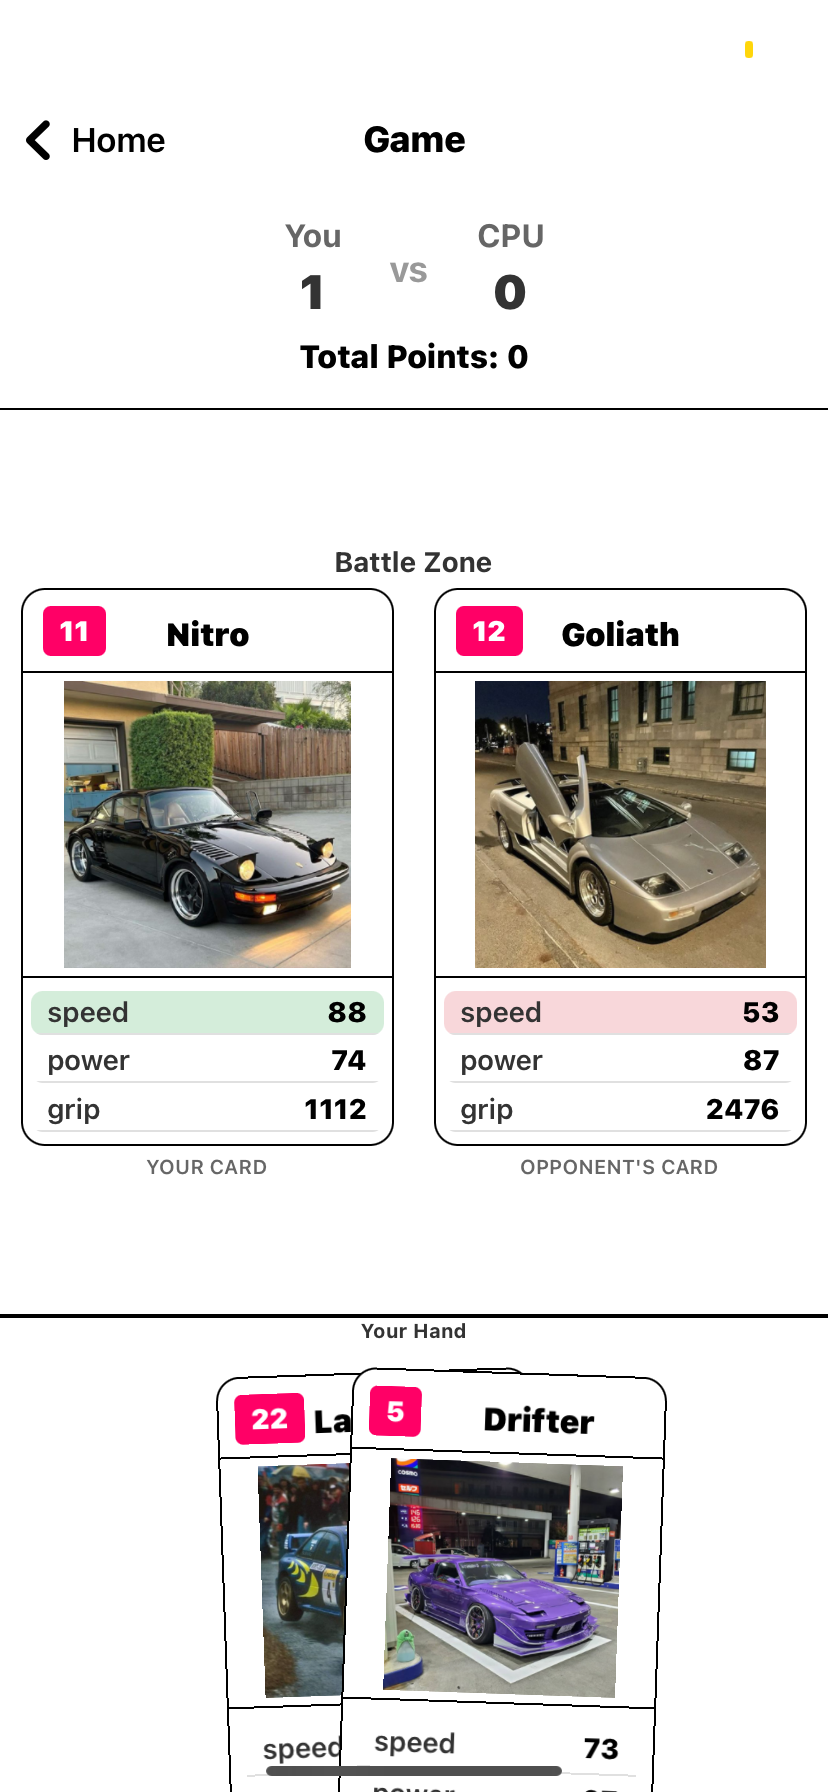 Home
Game
You
vs
CPU
1
0
Total Points: 0
Battle Zone
11 Nitro
speed 88
power 74
grip 1112
YOUR CARD
12 Goliath
speed 53
power 87
grip 2476
OPPONENT'S CARD
Your Hand
22 La
speed
5 Drifter
speed 73